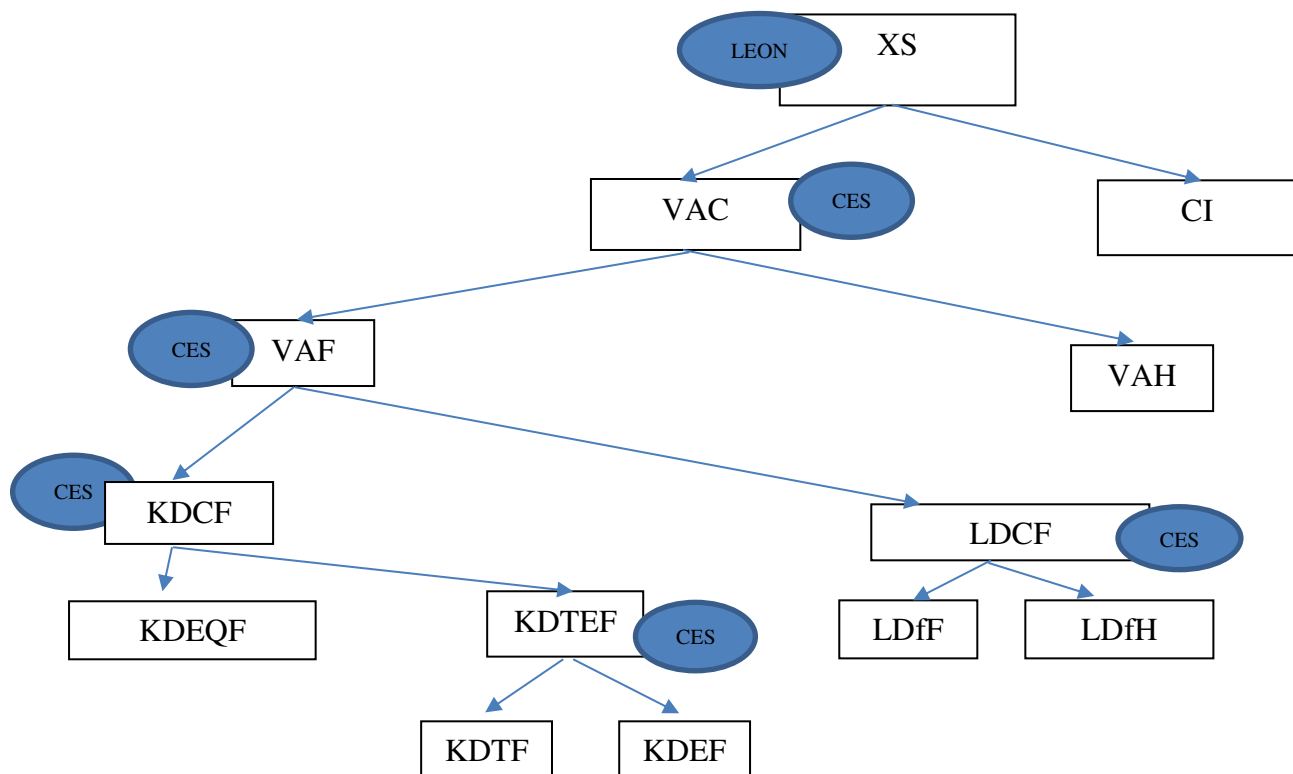 LEON
XS
VAC
CES
CI
CES
VAF
VAH
CES
KDCF
LDCF
CES
KDEQF
KDTEF
CES
LDfF
LDfH
KDTF
KDEF